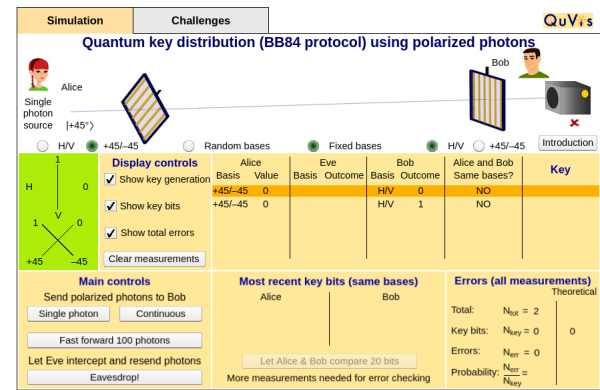 Simulation
Challenges
QuVis
Quantum key distribution (BB84 protocol) using polarized photons
Bob
Alice
Single
photon
source |+45°⟩
H/V +45/–45 Random bases Fixed bases H/V +45/–45 Introduction
1
H 0
V
1 0
+45 –45
Display controls
Show key generation
Show key bits
Show total errors
Clear measurements
Alice Eve Bob Alice and Bob Key
Basis Value Basis Outcome Basis Outcome Same bases?
+45/–45 0 H/V 0 NO
+45/–45 0 H/V 1 NO
Main controls
Send polarized photons to Bob
Single photon Continuous
Fast forward 100 photons
Let Eve intercept and resend photons
Eavesdrop!
Most recent key bits (same bases)
Alice Bob
Let Alice & Bob compare 20 bits
More measurements needed for error checking
Errors (all measurements)
Theoretical
Total: Ntot = 2
Key bits: Nkey = 0 0
Errors: Nerr = 0
Probability: Nerr =
Nkey